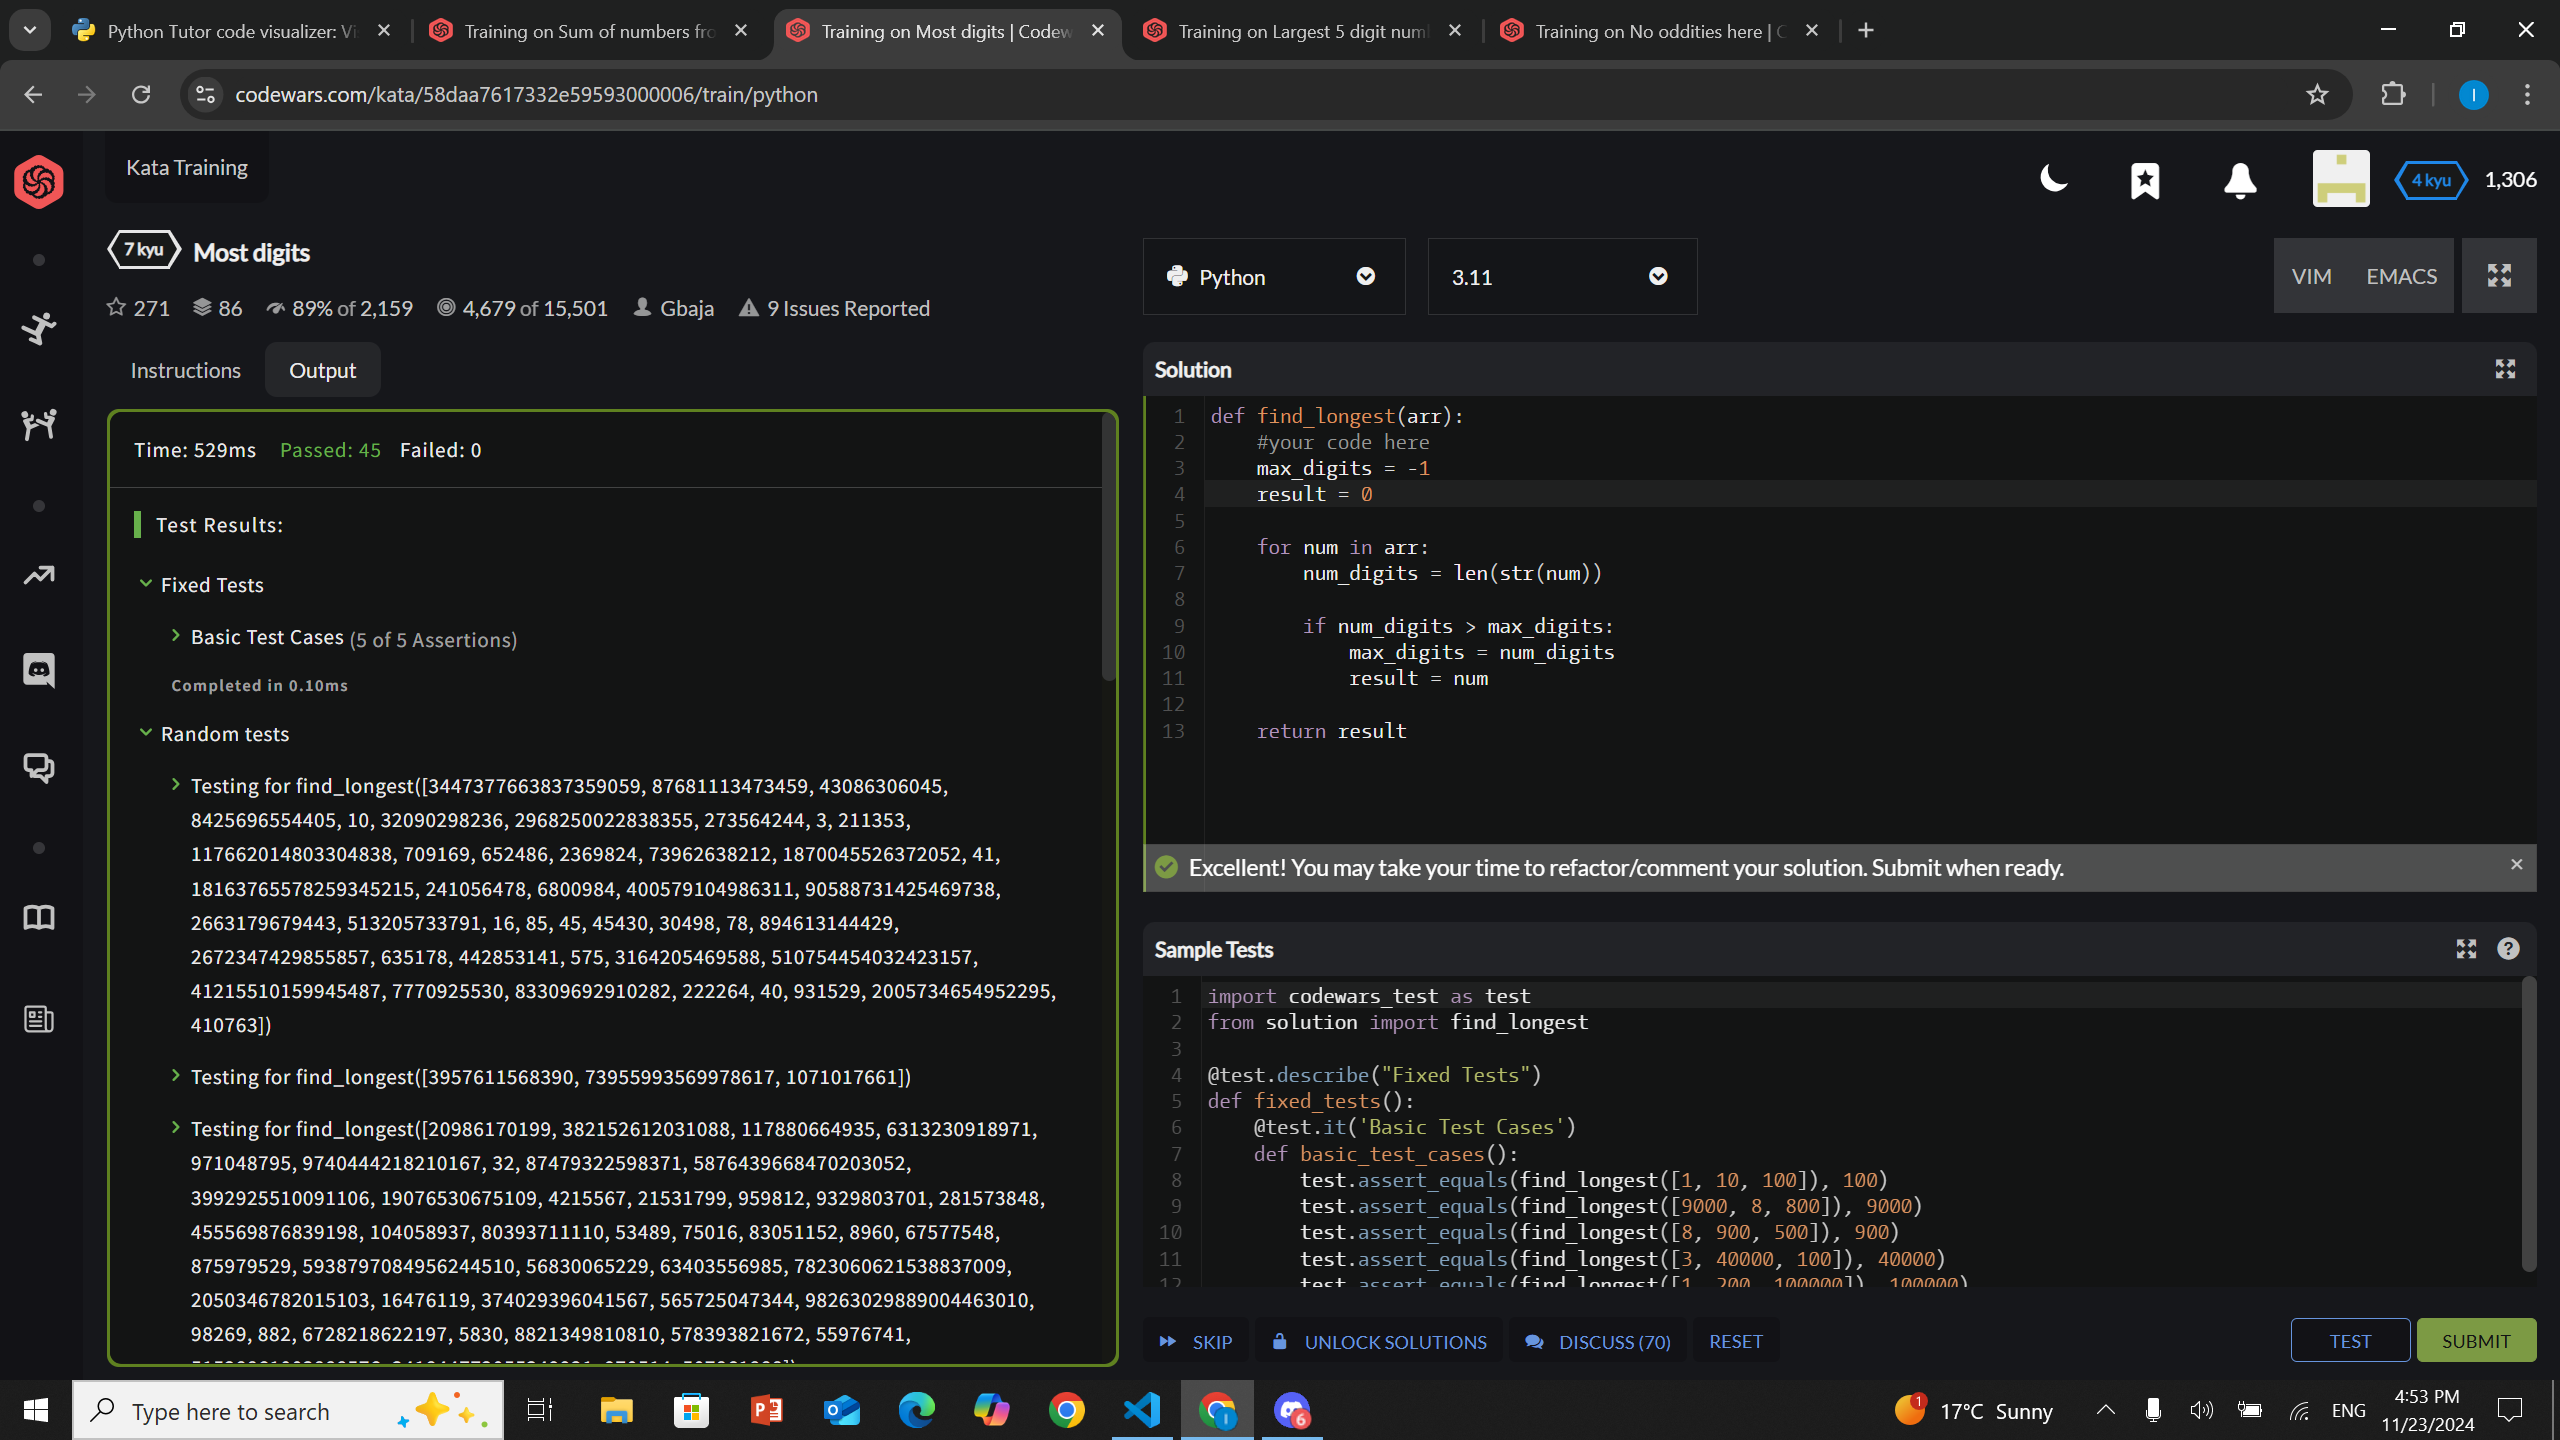 Python Tutor code visualizer: Vis
Training on Sum of numbers fro
Training on Most digits | Codew
Training on Largest 5 digit num
Training on No oddities here | C
codewars.com/kata/58daa7617332e59593000006/train/python
I
Kata Training
4 kyu
1,306
7 kyu
Most digits
271
86
89% of 2,159
4,679 of 15,501
Gbaja
9 Issues Reported
Instructions
Output
Time: 529ms Passed: 45 Failed: 0
Test Results:
Fixed Tests
Basic Test Cases (5 of 5 Assertions)
Completed in 0.10ms
Random tests
Testing for find_longest([3447377663837359059, 87681113473459, 43086306045,
8425696554405, 10, 32090298236, 2968250022838355, 273564244, 3, 211353,
117662014803304838, 709169, 652486, 2369824, 73962638212, 1870045526372052, 41,
18163765578259345215, 241056478, 6800984, 400579104986311, 90588731425469738,
2663179679443, 513205733791, 16, 85, 45, 45430, 30498, 78, 894613144429,
2672347429855857, 635178, 442853141, 575, 3164205469588, 510754454032423157,
41215510159945487, 7770925530, 83309692910282, 222264, 40, 931529, 2005734654952295,
410763])
Testing for find_longest([3957611568390, 73955993569978617, 1071017661])
Testing for find_longest([20986170199, 382152612031088, 117880664935, 6313230918971,
971048795, 9740444218210167, 32, 87479322598371, 5876439668470203052,
3992925510091106, 19076530675109, 4215567, 21531799, 959812, 9329803701, 281573848,
455569876839198, 104058937, 80393711110, 53489, 75016, 83051152, 8960, 67577548,
875979529, 5938797084956244510, 56830065229, 63403556985, 7823060621538837009,
2050346782015103, 16476119, 374029396041567, 565725047344, 98263029889004463010,
98269, 882, 6728218622197, 5830, 8821349810810, 578393821672, 55976741,
Python
3.11
VIM
EMACS
Solution
1 def find_longest(arr):
2 #your code here
3 max_digits = -1
4 result = 0
5
6 for num in arr:
7 num_digits = len(str(num))
8
9 if num_digits > max_digits:
10 max_digits = num_digits
11 result = num
12
13 return result
Excellent! You may take your time to refactor/comment your solution. Submit when ready.
Sample Tests
1 import codewars_test as test
2 from solution import find_longest
3
4 @test.describe("Fixed Tests")
5 def fixed_tests():
6 @test.it('Basic Test Cases')
7 def basic_test_cases():
8 test.assert_equals(find_longest([1, 10, 100]), 100)
9 test.assert_equals(find_longest([9000, 8, 800]), 9000)
10 test.assert_equals(find_longest([8, 900, 500]), 900)
11 test.assert_equals(find_longest([3, 40000, 100]), 40000)
12 test.assert_equals(find_longest([1, 200, 100000]), 100000)
SKIP
UNLOCK SOLUTIONS
DISCUSS (70)
RESET
TEST
SUBMIT
Type here to search
1
17°C Sunny
ENG
4:53 PM
11/23/2024
6